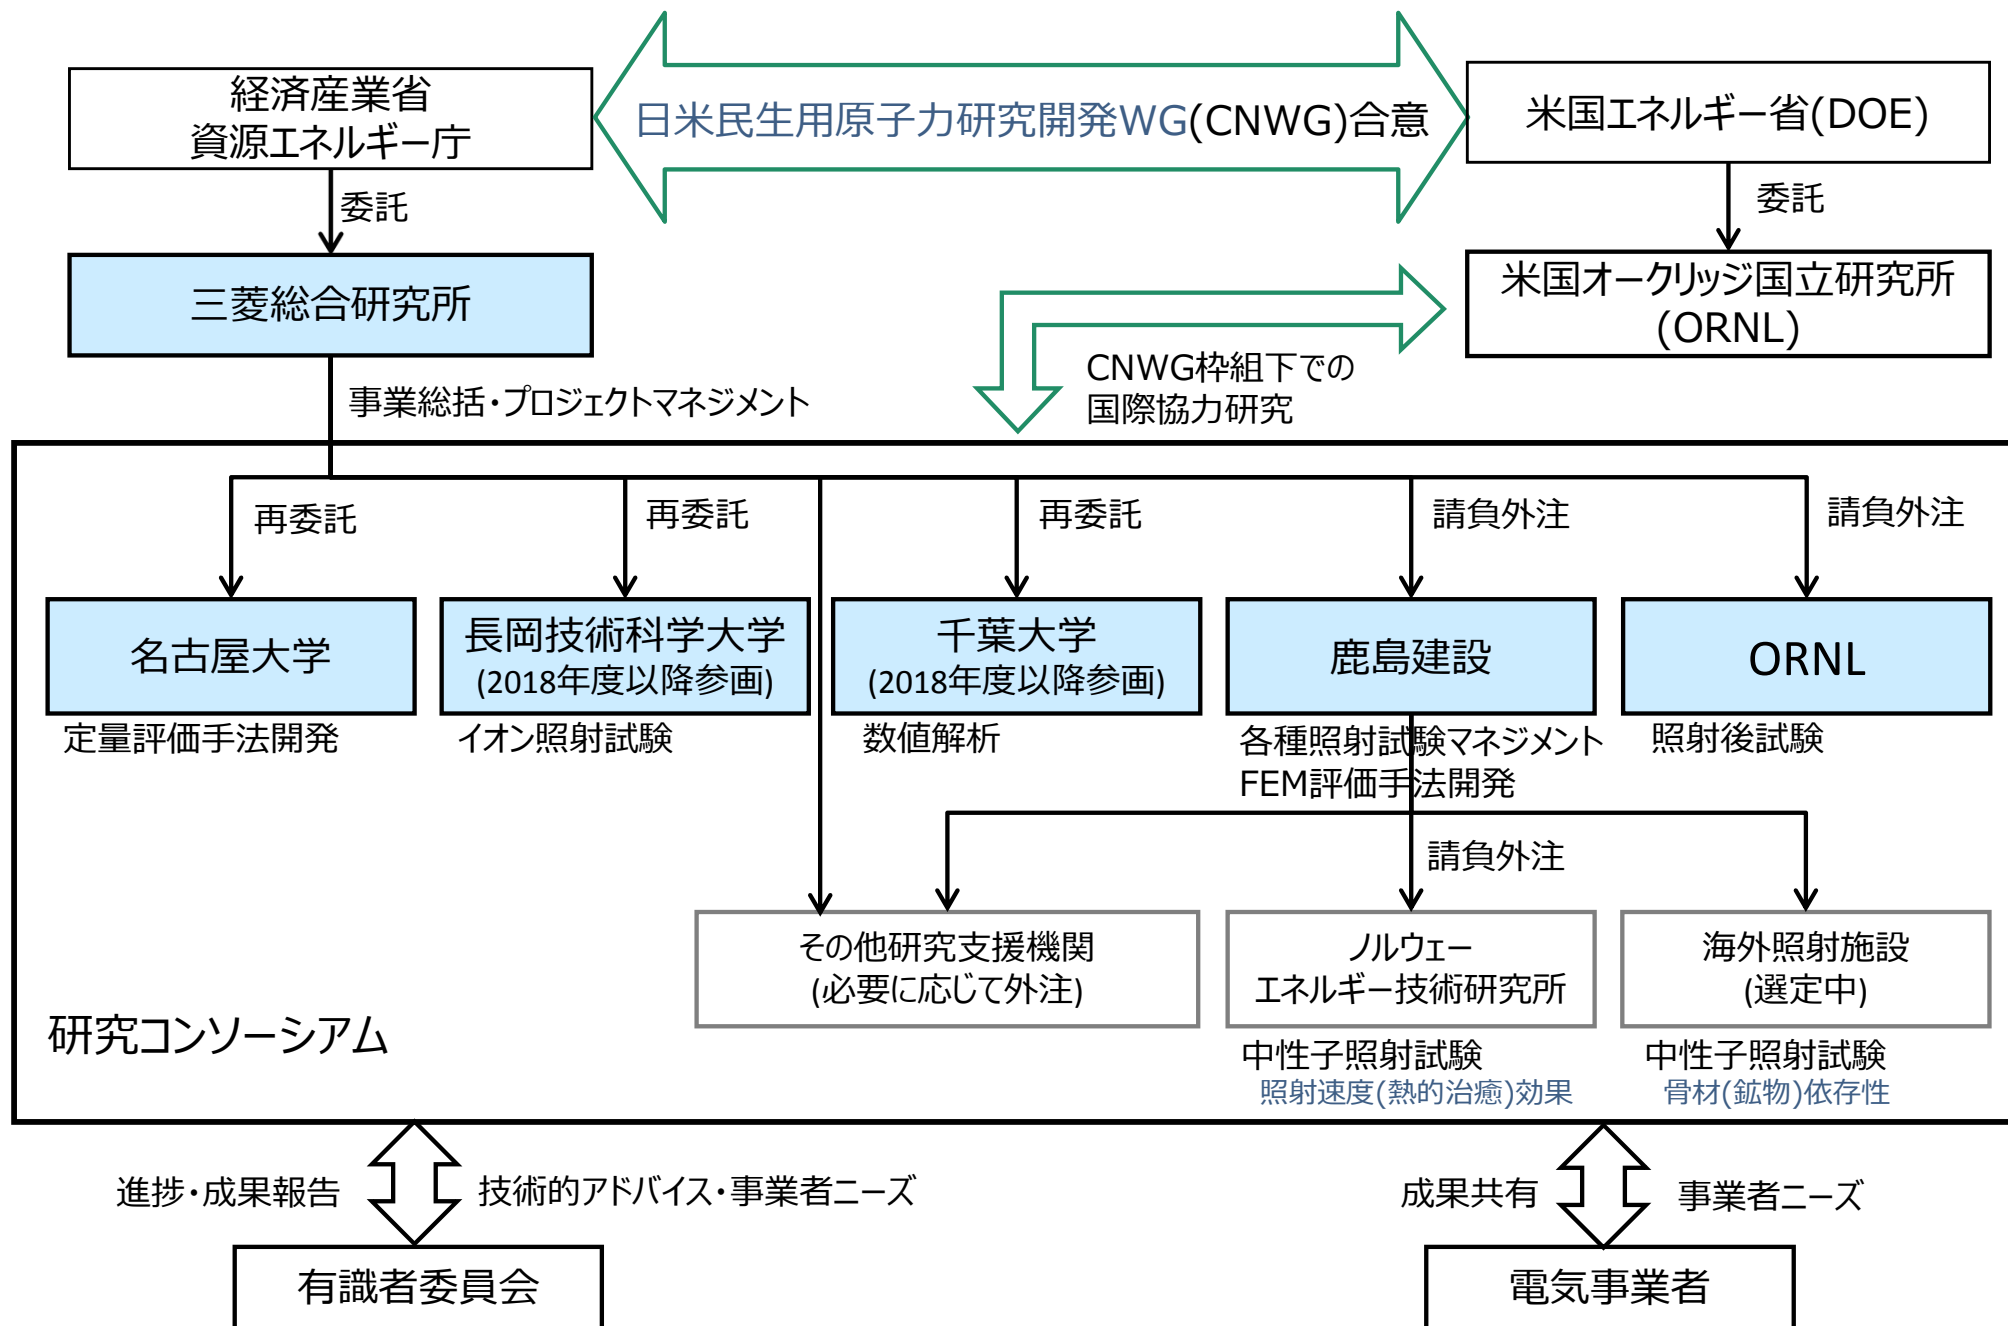 経済産業省
資源エネルギー庁
日米民生用原子力研究開発WG(CNWG)合意
米国エネルギー省(DOE)
委託
委託
三菱総合研究所
米国オークリッジ国立研究所
(ORNL)
CNWG枠組下での
国際協力研究
事業総括・プロジェクトマネジメント
再委託
再委託
再委託
請負外注
請負外注
名古屋大学
長岡技術科学大学
(2018年度以降参画)
千葉大学
(2018年度以降参画)
鹿島建設
ORNL
定量評価手法開発
イオン照射試験
数値解析
各種照射試験マネジメント
FEM評価手法開発
照射後試験
請負外注
その他研究支援機関
(必要に応じて外注)
ノルウェー
エネルギー技術研究所
海外照射施設
(選定中)
研究コンソーシアム
中性子照射試験
照射速度(熱的治癒)効果
中性子照射試験
骨材(鉱物)依存性
進捗・成果報告
技術的アドバイス・事業者ニーズ
成果共有
事業者ニーズ
有識者委員会
電気事業者